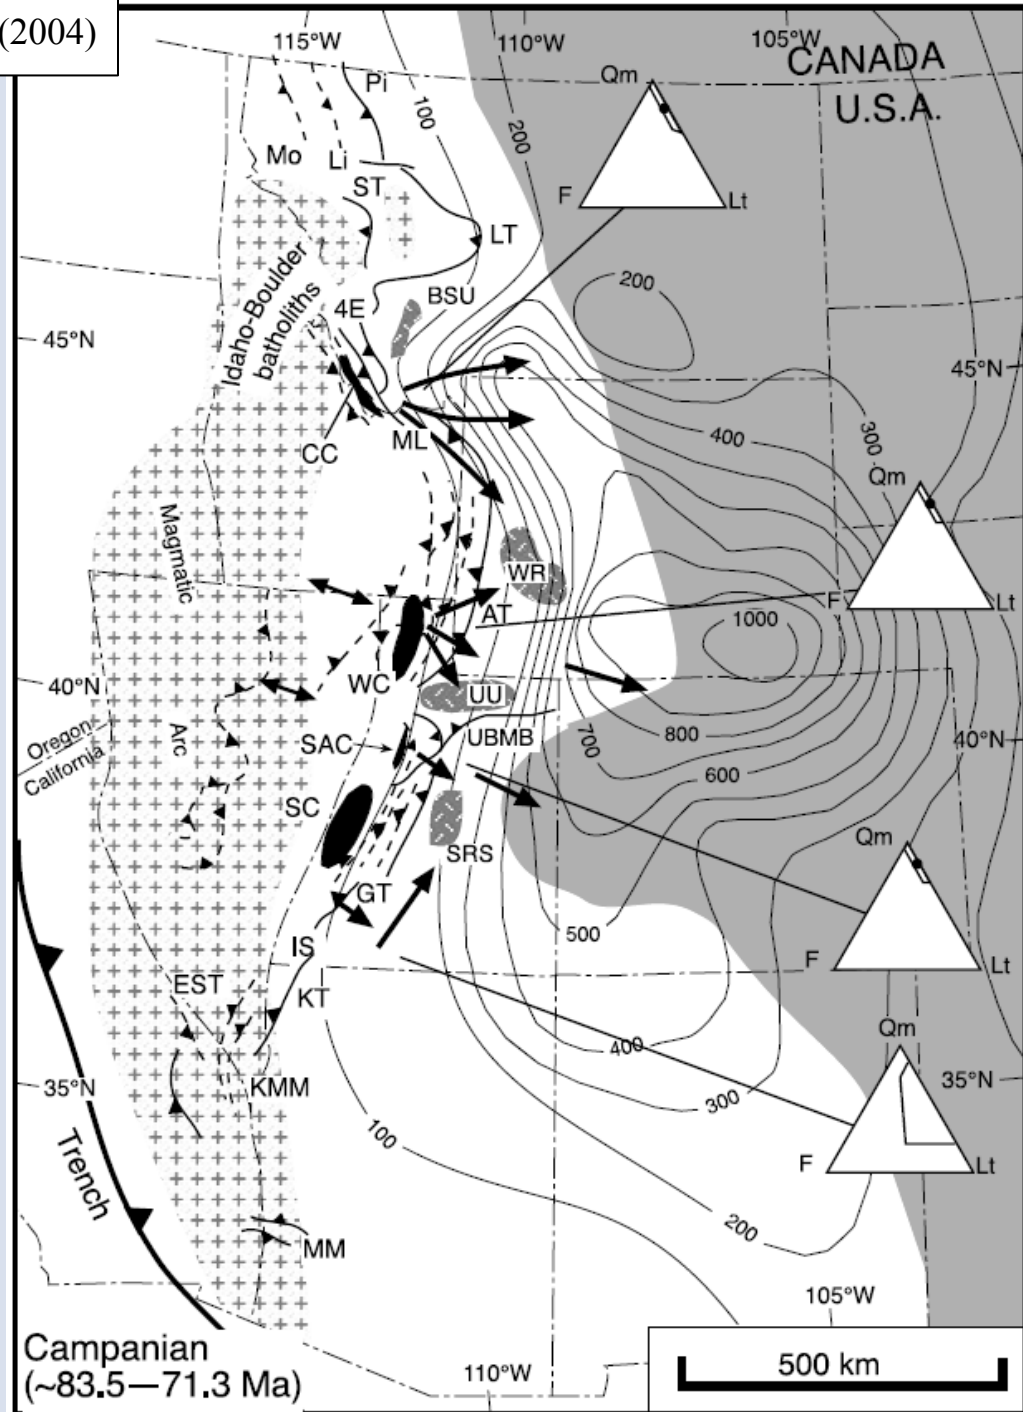 (2004)
115°W
110°W
105°W
CANADA
U.S.A.
Qm
F
Lt
Pi
100
200
Mo
Li
ST
LT
200
BSU
4E
Idaho-Boulder
batholiths
45°N
45°N
CC
ML
400
300
Qm
F
Lt
Magmatic
WR
AT
1000
WC
40°N
UU
Oregon
California
Arc
SAC
UBMB
700
800
40°N
600
SC
SRS
Qm
F
Lt
GT
500
IS
EST
KT
400
Qm
F
Lt
35°N
35°N
KMM
300
100
Trench
200
MM
105°W
Campanian
(~83.5—71.3 Ma)
110°W
500 km